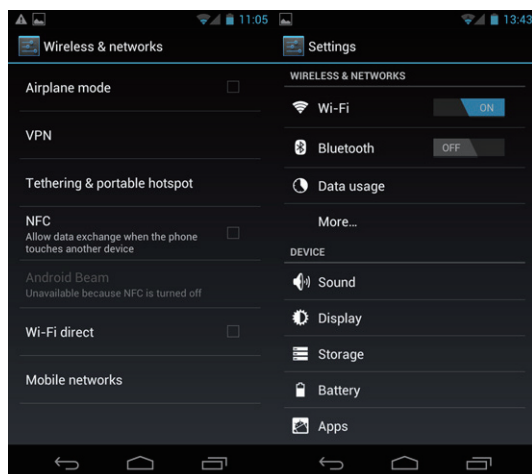 11:05
Wireless & networks
Airplane mode
VPN
Tethering & portable hotspot
NFC
Allow data exchange when the phone
touches another device
Android Beam
Unavailable because NFC is turned off
Wi-Fi direct
Mobile networks
13:43
Settings
WIRELESS & NETWORKS
Wi-Fi ON
Bluetooth OFF
Data usage
More...
DEVICE
Sound
Display
Storage
Battery
Apps